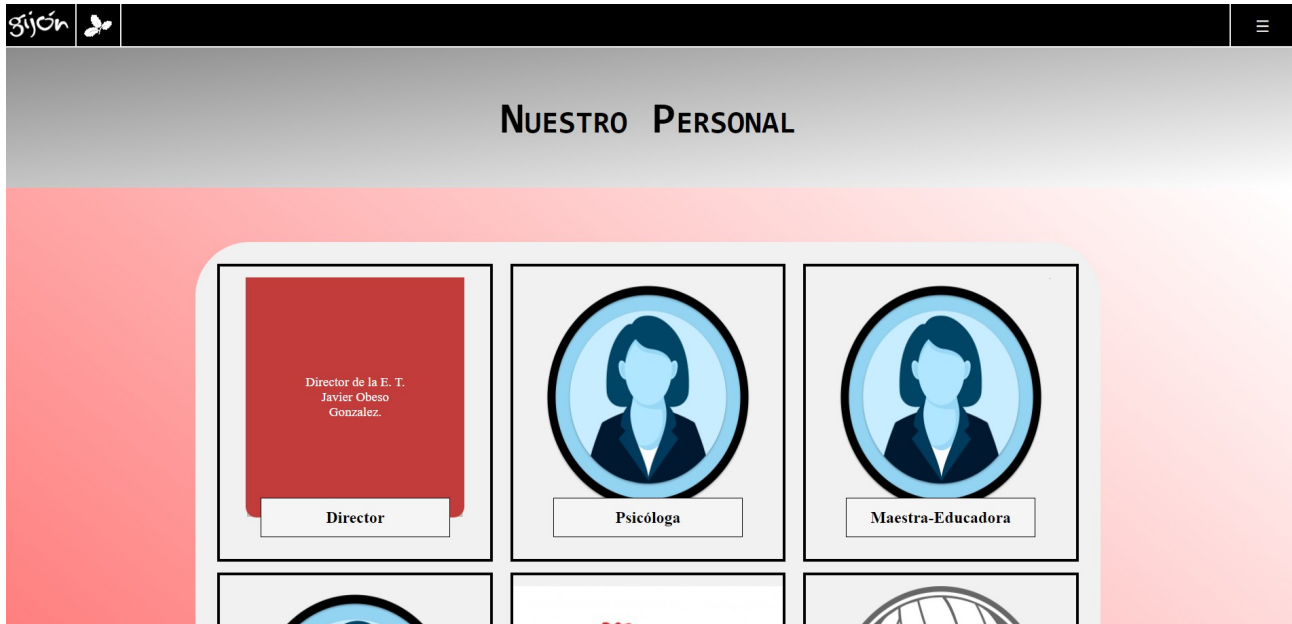 gijón
Nuestro Personal
Director de la E. T.
Javier Obeso
Gonzalez.
Director
Psicóloga
Maestra-Educadora